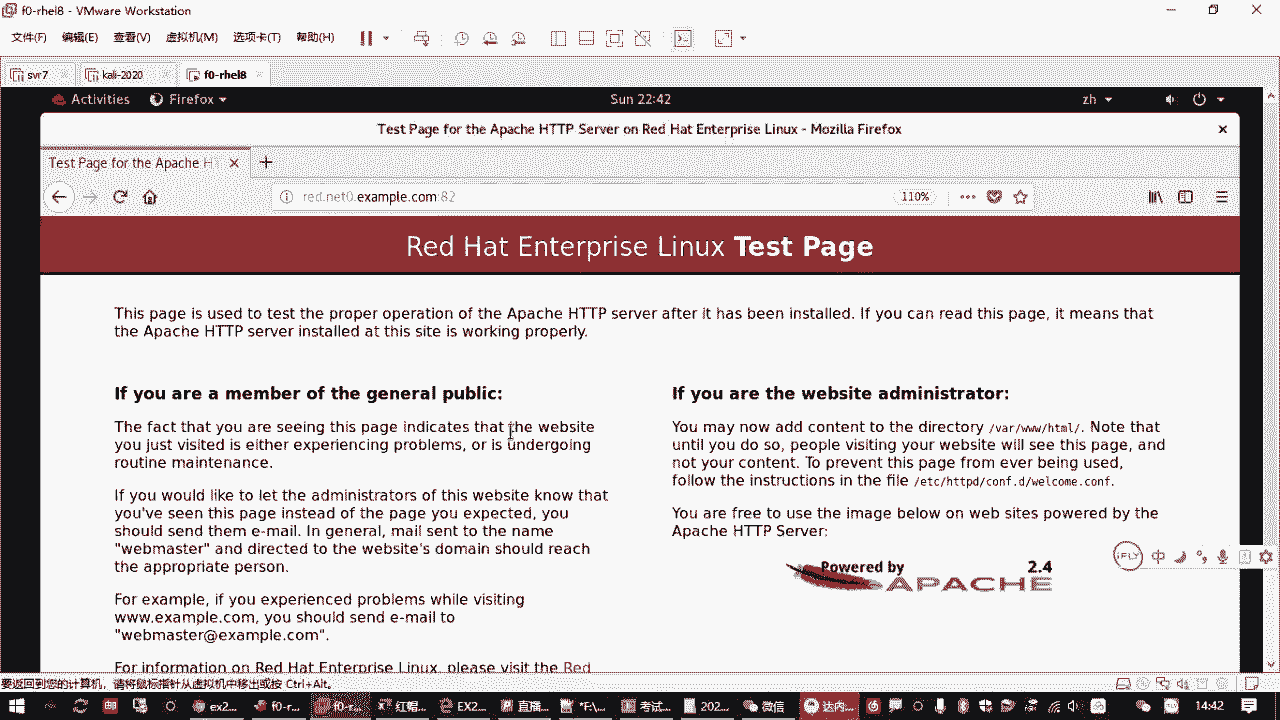 f0-rhel8 - VMware Workstation
文件(F) 编辑(E) 查看(V) 虚拟机(M) 选项卡(T) 帮助(H)
svr7 kali-2020 f0-rhel8
Activities Firefox Sun 22:42 zh
Test Page for the Apache HTTP Server on Red Hat Enterprise Linux - Mozilla Firefox
Test Page for the Apache H
red.net0.example.com:82 110%
Red Hat Enterprise Linux Test Page
This page is used to test the proper operation of the Apache HTTP server after it has been installed. If you can read this page, it means that
the Apache HTTP server installed at this site is working properly.
If you are a member of the general public:
The fact that you are seeing this page indicates that the website
you just visited is either experiencing problems, or is undergoing
routine maintenance.
If you would like to let the administrators of this website know that
you've seen this page instead of the page you expected, you
should send them e-mail. In general, mail sent to the name
"webmaster" and directed to the website's domain should reach
the appropriate person.
For example, if you experienced problems while visiting
www.example.com, you should send e-mail to
"webmaster@example.com".
For information on Red Hat Enterprise Linux, please visit the Red
If you are the website administrator:
You may now add content to the directory /var/www/html/. Note that
until you do so, people visiting your website will see this page, and
not your content. To prevent this page from ever being used,
follow the instructions in the file /etc/httpd/conf.d/welcome.conf.
You are free to use the image below on web sites powered by the
Apache HTTP Server:
Powered by 2.4
APACHE
iFLY 中
要返回到您的计算机，请将鼠标指针从虚拟机中移出或按 Ctrl+Alt。
ex2... f0-r... f0-r... 红帽... EX2... 直播... "F:\... 考试... 202... 微信 达内... 14:42